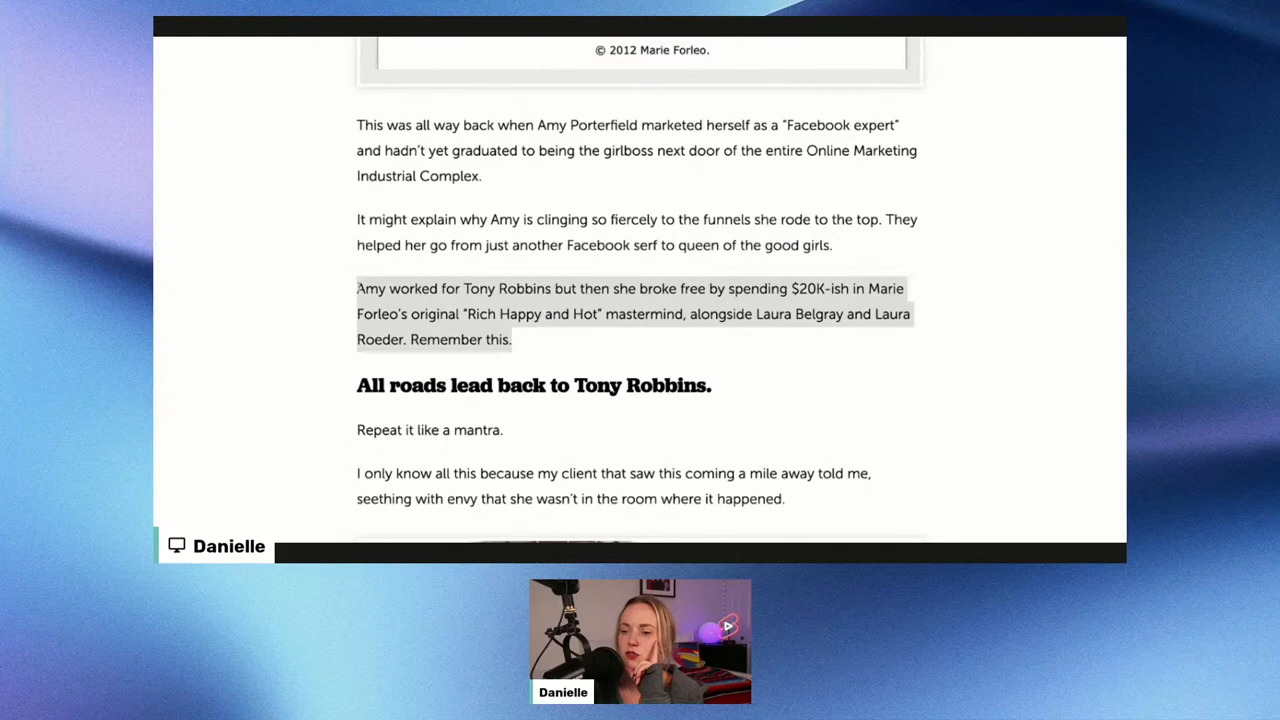 © 2012 Marie Forleo.
This was all way back when Amy Porterfield marketed herself as a “Facebook expert”
and hadn’t yet graduated to being the girlboss next door of the entire Online Marketing
Industrial Complex.
It might explain why Amy is clinging so fiercely to the funnels she rode to the top. They
helped her go from just another Facebook serf to queen of the good girls.
Amy worked for Tony Robbins but then she broke free by spending $20K-ish in Marie
Forleo’s original “Rich Happy and Hot” mastermind, alongside Laura Belgray and Laura
Roeder. Remember this.
All roads lead back to Tony Robbins.
Repeat it like a mantra.
I only know all this because my client that saw this coming a mile away told me,
seething with envy that she wasn’t in the room where it happened.
Danielle
Danielle